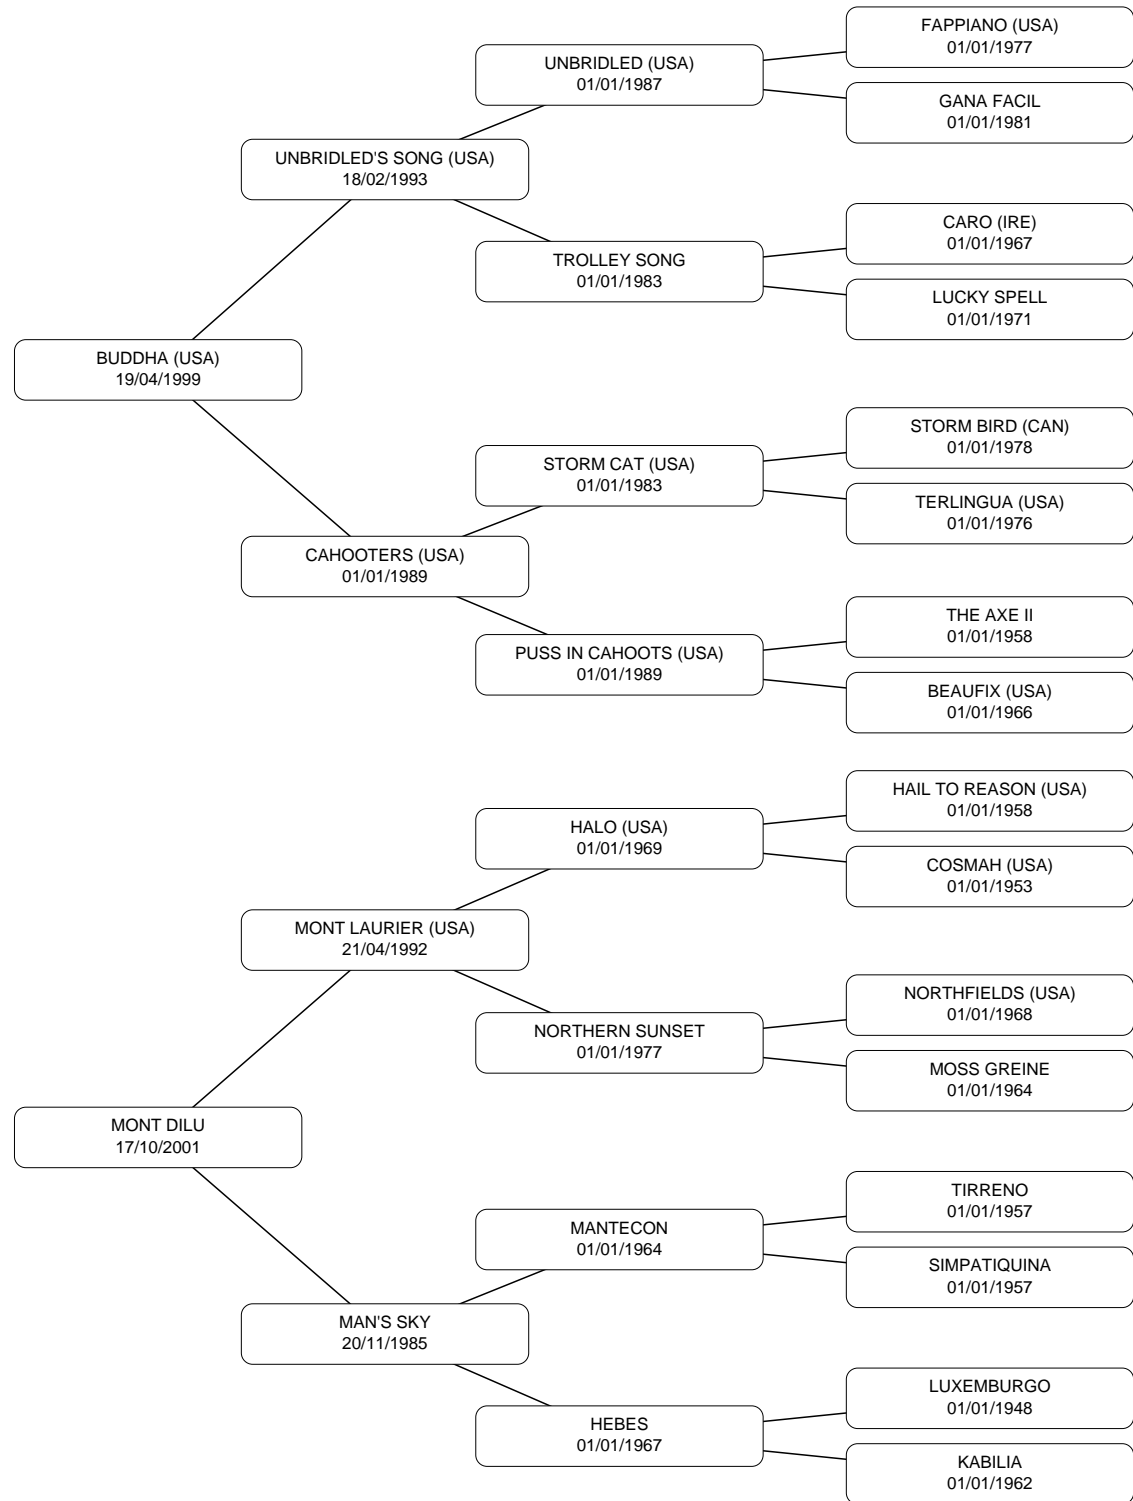 FAPPIANO (USA)
01/01/1977
UNBRIDLED (USA)
01/01/1987
GANA FACIL
01/01/1981
UNBRIDLED'S SONG (USA)
18/02/1993
CARO (IRE)
01/01/1967
TROLLEY SONG
01/01/1983
LUCKY SPELL
01/01/1971
BUDDHA (USA)
19/04/1999
STORM BIRD (CAN)
01/01/1978
STORM CAT (USA)
01/01/1983
TERLINGUA (USA)
01/01/1976
CAHOOTERS (USA)
01/01/1989
THE AXE II
01/01/1958
PUSS IN CAHOOTS (USA)
01/01/1989
BEAUFIX (USA)
01/01/1966
HAIL TO REASON (USA)
01/01/1958
HALO (USA)
01/01/1969
COSMAH (USA)
01/01/1953
MONT LAURIER (USA)
21/04/1992
NORTHFIELDS (USA)
01/01/1968
NORTHERN SUNSET
01/01/1977
MOSS GREINE
01/01/1964
MONT DILU
17/10/2001
TIRRENO
01/01/1957
MANTECON
01/01/1964
SIMPATIQUINA
01/01/1957
MAN'S SKY
20/11/1985
LUXEMBURGO
01/01/1948
HEBES
01/01/1967
KABILIA
01/01/1962